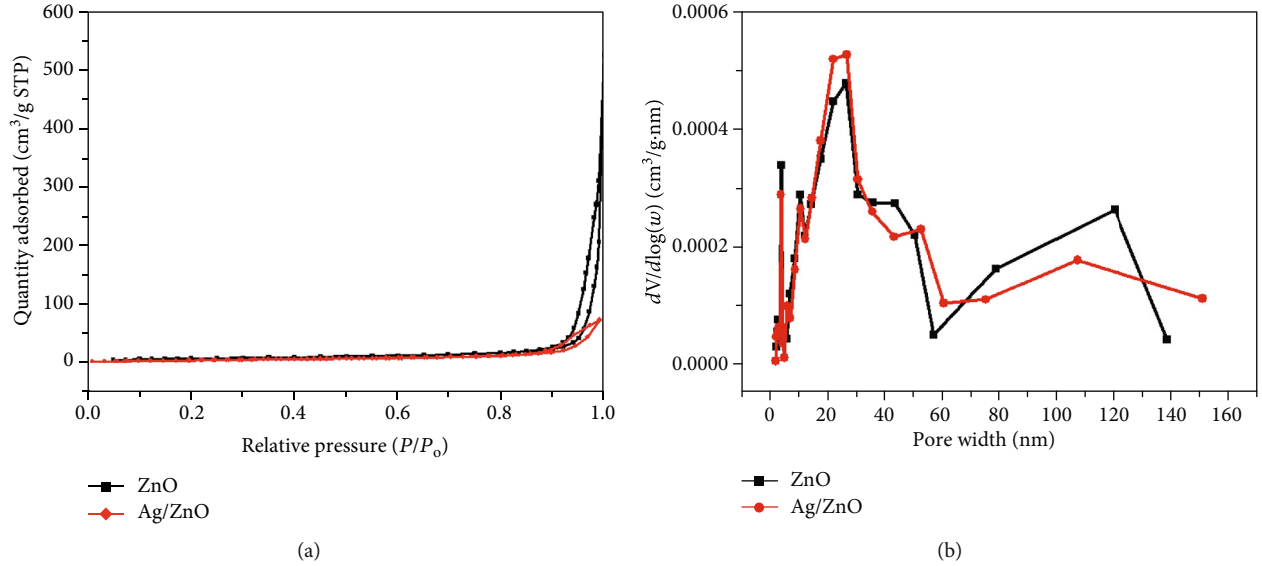 600
500
400
300
200
100
0
Quantity adsorbed (cm³/g STP)
0.0 0.2 0.4 0.6 0.8 1.0
Relative pressure (P/Pₒ)
ZnO
Ag/ZnO
(a)
0.0006
0.0004
0.0002
0.0000
dV/dlog(w) (cm³/g·nm)
0 20 40 60 80 100 120 140 160
Pore width (nm)
ZnO
Ag/ZnO
(b)